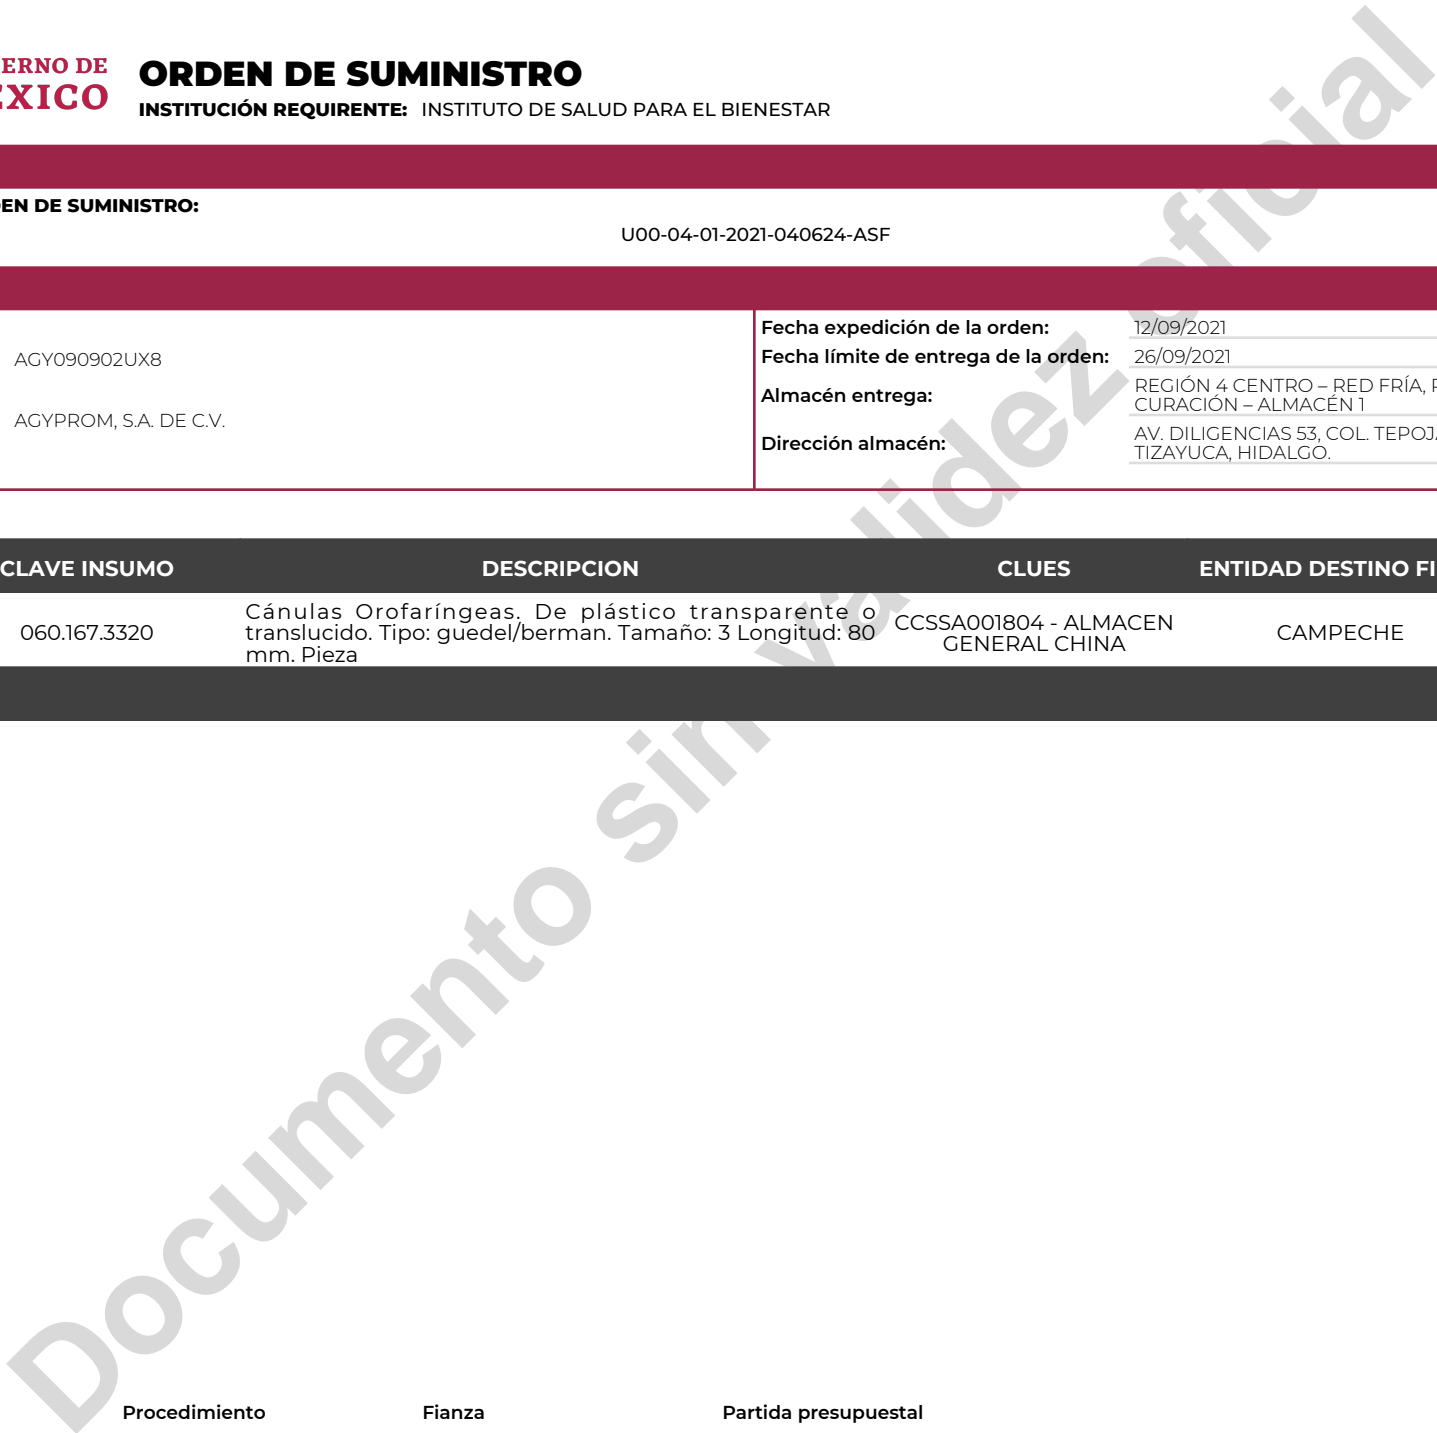 ERNO DE
ÉXICO
ORDEN DE SUMINISTRO
INSTITUCIÓN REQUIRENTE: INSTITUTO DE SALUD PARA EL BIENESTAR
EN DE SUMINISTRO:
U00-04-01-2021-040624-ASF
AGY090902UX8
AGYPROM, S.A. DE C.V.
Fecha expedición de la orden: 12/09/2021
Fecha límite de entrega de la orden: 26/09/2021
Almacén entrega: REGIÓN 4 CENTRO – RED FRÍA,
CURACIÓN – ALMACÉN 1
Dirección almacén: AV. DILIGENCIAS 53, COL. TEPOJ
TIZAYUCA, HIDALGO.
CLAVE INSUMO DESCRIPCION CLUES ENTIDAD DESTINO FI
060.167.3320
Cánulas Orofaríngeas. De plástico transparente o
translucido. Tipo: guedel/berman. Tamaño: 3 Longitud: 80
mm. Pieza
CCSSA001804 - ALMACEN
GENERAL CHINA
CAMPECHE
Documento sin validez oficial
Procedimiento Fianza Partida presupuestal